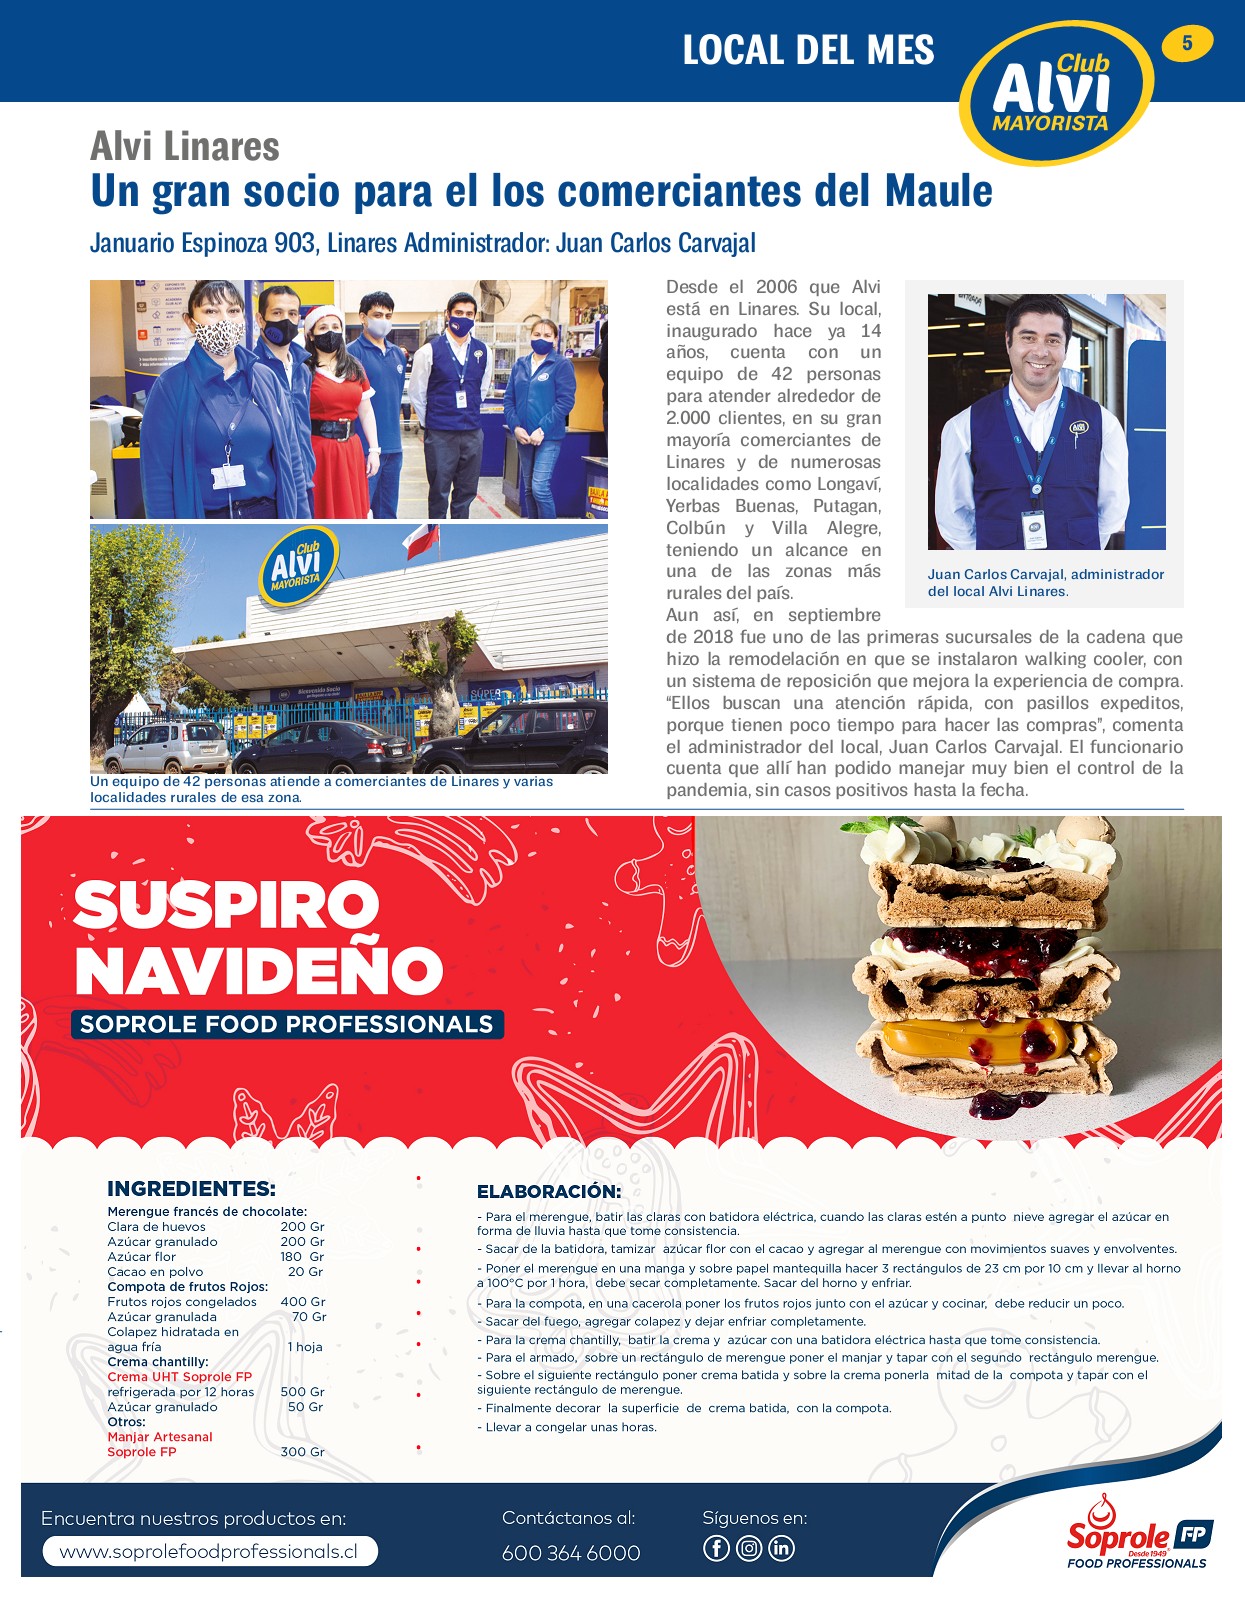 LOCAL DEL MES
Club
Alvi
MAYORISTA
5
Alvi Linares
Un gran socio para el los comerciantes del Maule
Januario Espinoza 903, Linares Administrador: Juan Carlos Carvajal
Club
Alvi
MAYORISTA
Bienvenido Socio
SÚPER
Un equipo de 42 personas atiende a comerciantes de Linares y varias
localidades rurales de esa zona.
Desde el 2006 que Alvi
está en Linares. Su local,
inaugurado hace ya 14
años, cuenta con un
equipo de 42 personas
para atender alrededor de
2.000 clientes, en su gran
mayoría comerciantes de
Linares y de numerosas
localidades como Longaví,
Yerbas Buenas, Putagan,
Colbún y Villa Alegre,
teniendo un alcance en
una de las zonas más
rurales del país.
Aun así, en septiembre
de 2018 fue uno de las primeras sucursales de la cadena que
hizo la remodelación en que se instalaron walking cooler, con
un sistema de reposición que mejora la experiencia de compra.
“Ellos buscan una atención rápida, con pasillos expeditos,
porque tienen poco tiempo para hacer las compras”, comenta
el administrador del local, Juan Carlos Carvajal. El funcionario
cuenta que allí han podido manejar muy bien el control de la
pandemia, sin casos positivos hasta la fecha.
Juan Carlos Carvajal, administrador
del local Alvi Linares.
SUSPIRO
NAVIDEÑO
SOPROLE FOOD PROFESSIONALS
INGREDIENTES:
Merengue francés de chocolate:
Clara de huevos 200 Gr
Azúcar granulado 200 Gr
Azúcar flor 180 Gr
Cacao en polvo 20 Gr
Compota de frutos Rojos:
Frutos rojos congelados 400 Gr
Azúcar granulada 70 Gr
Colapez hidratada en
agua fría 1 hoja
Crema chantilly:
Crema UHT Soprole FP
refrigerada por 12 horas 500 Gr
Azúcar granulado 50 Gr
Otros:
Manjar Artesanal
Soprole FP 300 Gr
ELABORACIÓN:
- Para el merengue, batir las claras con batidora eléctrica, cuando las claras estén a punto nieve agregar el azúcar en
forma de lluvia hasta que tome consistencia.
- Sacar de la batidora, tamizar azúcar flor con el cacao y agregar al merengue con movimientos suaves y envolventes.
- Poner el merengue en una manga y sobre papel mantequilla hacer 3 rectángulos de 23 cm por 10 cm y llevar al horno
a 100°C por 1 hora, debe secar completamente. Sacar del horno y enfriar.
- Para la compota, en una cacerola poner los frutos rojos junto con el azúcar y cocinar, debe reducir un poco.
- Sacar del fuego, agregar colapez y dejar enfriar completamente.
- Para la crema chantilly, batir la crema y azúcar con una batidora eléctrica hasta que tome consistencia.
- Para el armado, sobre un rectángulo de merengue poner el manjar y tapar con el segundo rectángulo merengue.
- Sobre el siguiente rectángulo poner crema batida y sobre la crema ponerla mitad de la compota y tapar con el
siguiente rectángulo de merengue.
- Finalmente decorar la superficie de crema batida, con la compota.
- Llevar a congelar unas horas.
Encuentra nuestros productos en:
www.soprolefoodprofessionals.cl
Contáctanos al:
600 364 6000
Síguenos en:
Soprole FP
Desde 1949
FOOD PROFESSIONALS